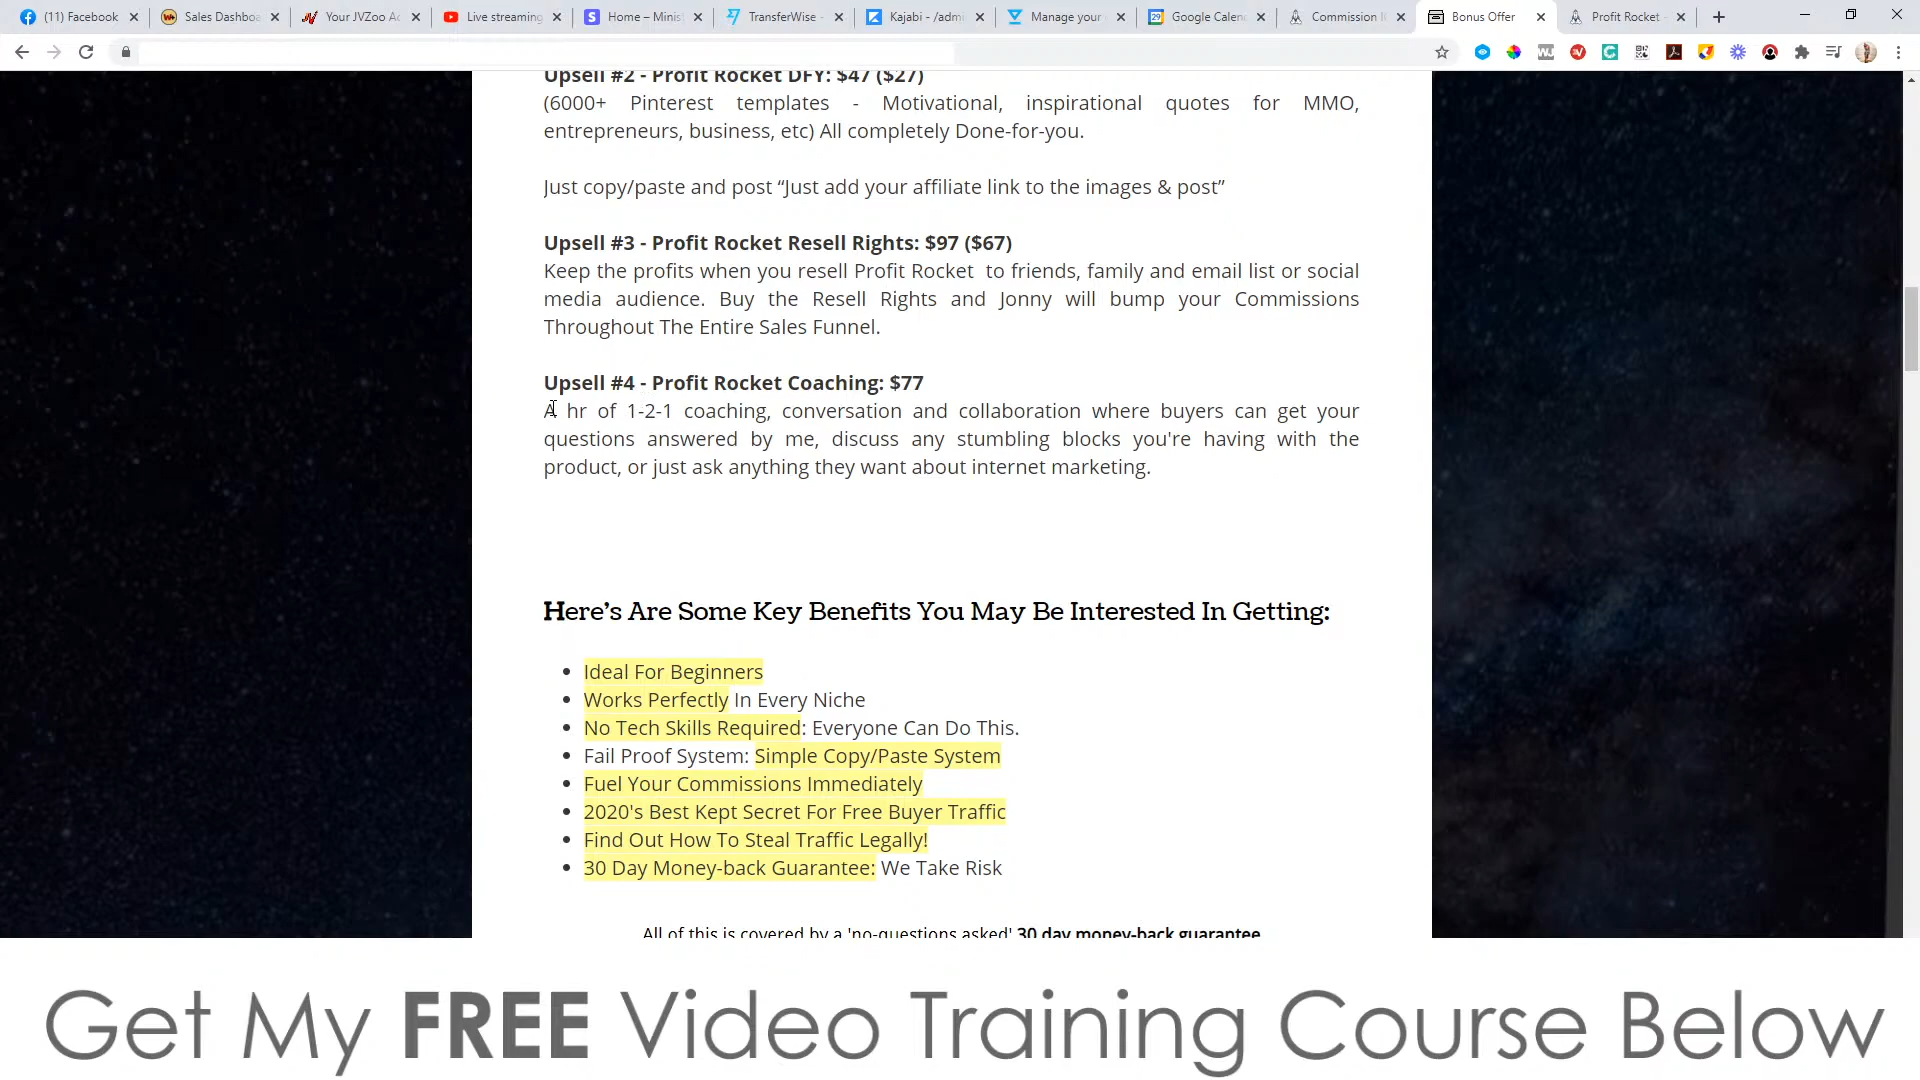 (11) Facebook
Sales Dashboa
Your JVZoo Ac
Live streaming
Home – Minist
TransferWise -
Kajabi - /admi
Manage your
Google Calen
Commission I
Bonus Offer
Profit Rocket -
Upsell #2 - Profit Rocket DFY: $47 ($27)
(6000+ Pinterest templates - Motivational, inspirational quotes for MMO,
entrepreneurs, business, etc) All completely Done-for-you.
Just copy/paste and post “Just add your affiliate link to the images & post”
Upsell #3 - Profit Rocket Resell Rights: $97 ($67)
Keep the profits when you resell Profit Rocket to friends, family and email list or social
media audience. Buy the Resell Rights and Jonny will bump your Commissions
Throughout The Entire Sales Funnel.
Upsell #4 - Profit Rocket Coaching: $77
A hr of 1-2-1 coaching, conversation and collaboration where buyers can get your
questions answered by me, discuss any stumbling blocks you're having with the
product, or just ask anything they want about internet marketing.
Here’s Are Some Key Benefits You May Be Interested In Getting:
• Ideal For Beginners
• Works Perfectly In Every Niche
• No Tech Skills Required: Everyone Can Do This.
• Fail Proof System: Simple Copy/Paste System
• Fuel Your Commissions Immediately
• 2020's Best Kept Secret For Free Buyer Traffic
• Find Out How To Steal Traffic Legally!
• 30 Day Money-back Guarantee: We Take Risk
All of this is covered by a 'no-questions asked' 30 day money-back guarantee
Get My FREE Video Training Course Below